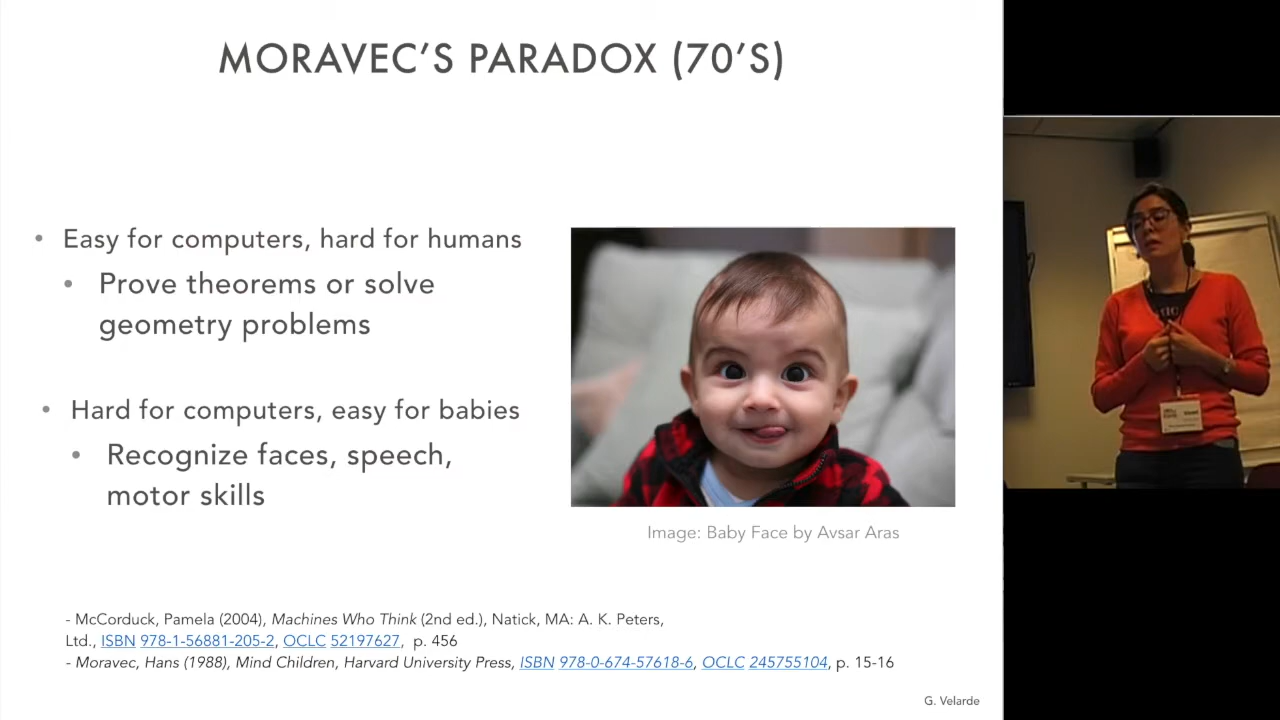 MORAVEC'S PARADOX (70'S)
• Easy for computers, hard for humans
• Prove theorems or solve
geometry problems
• Hard for computers, easy for babies
• Recognize faces, speech,
motor skills
Image: Baby Face by Avsar Aras
- McCorduck, Pamela (2004), Machines Who Think (2nd ed.), Natick, MA: A. K. Peters,
Ltd., ISBN 978-1-56881-205-2, OCLC 52197627, p. 456
- Moravec, Hans (1988), Mind Children, Harvard University Press, ISBN 978-0-674-57618-6, OCLC 245755104, p. 15-16
G. Velarde